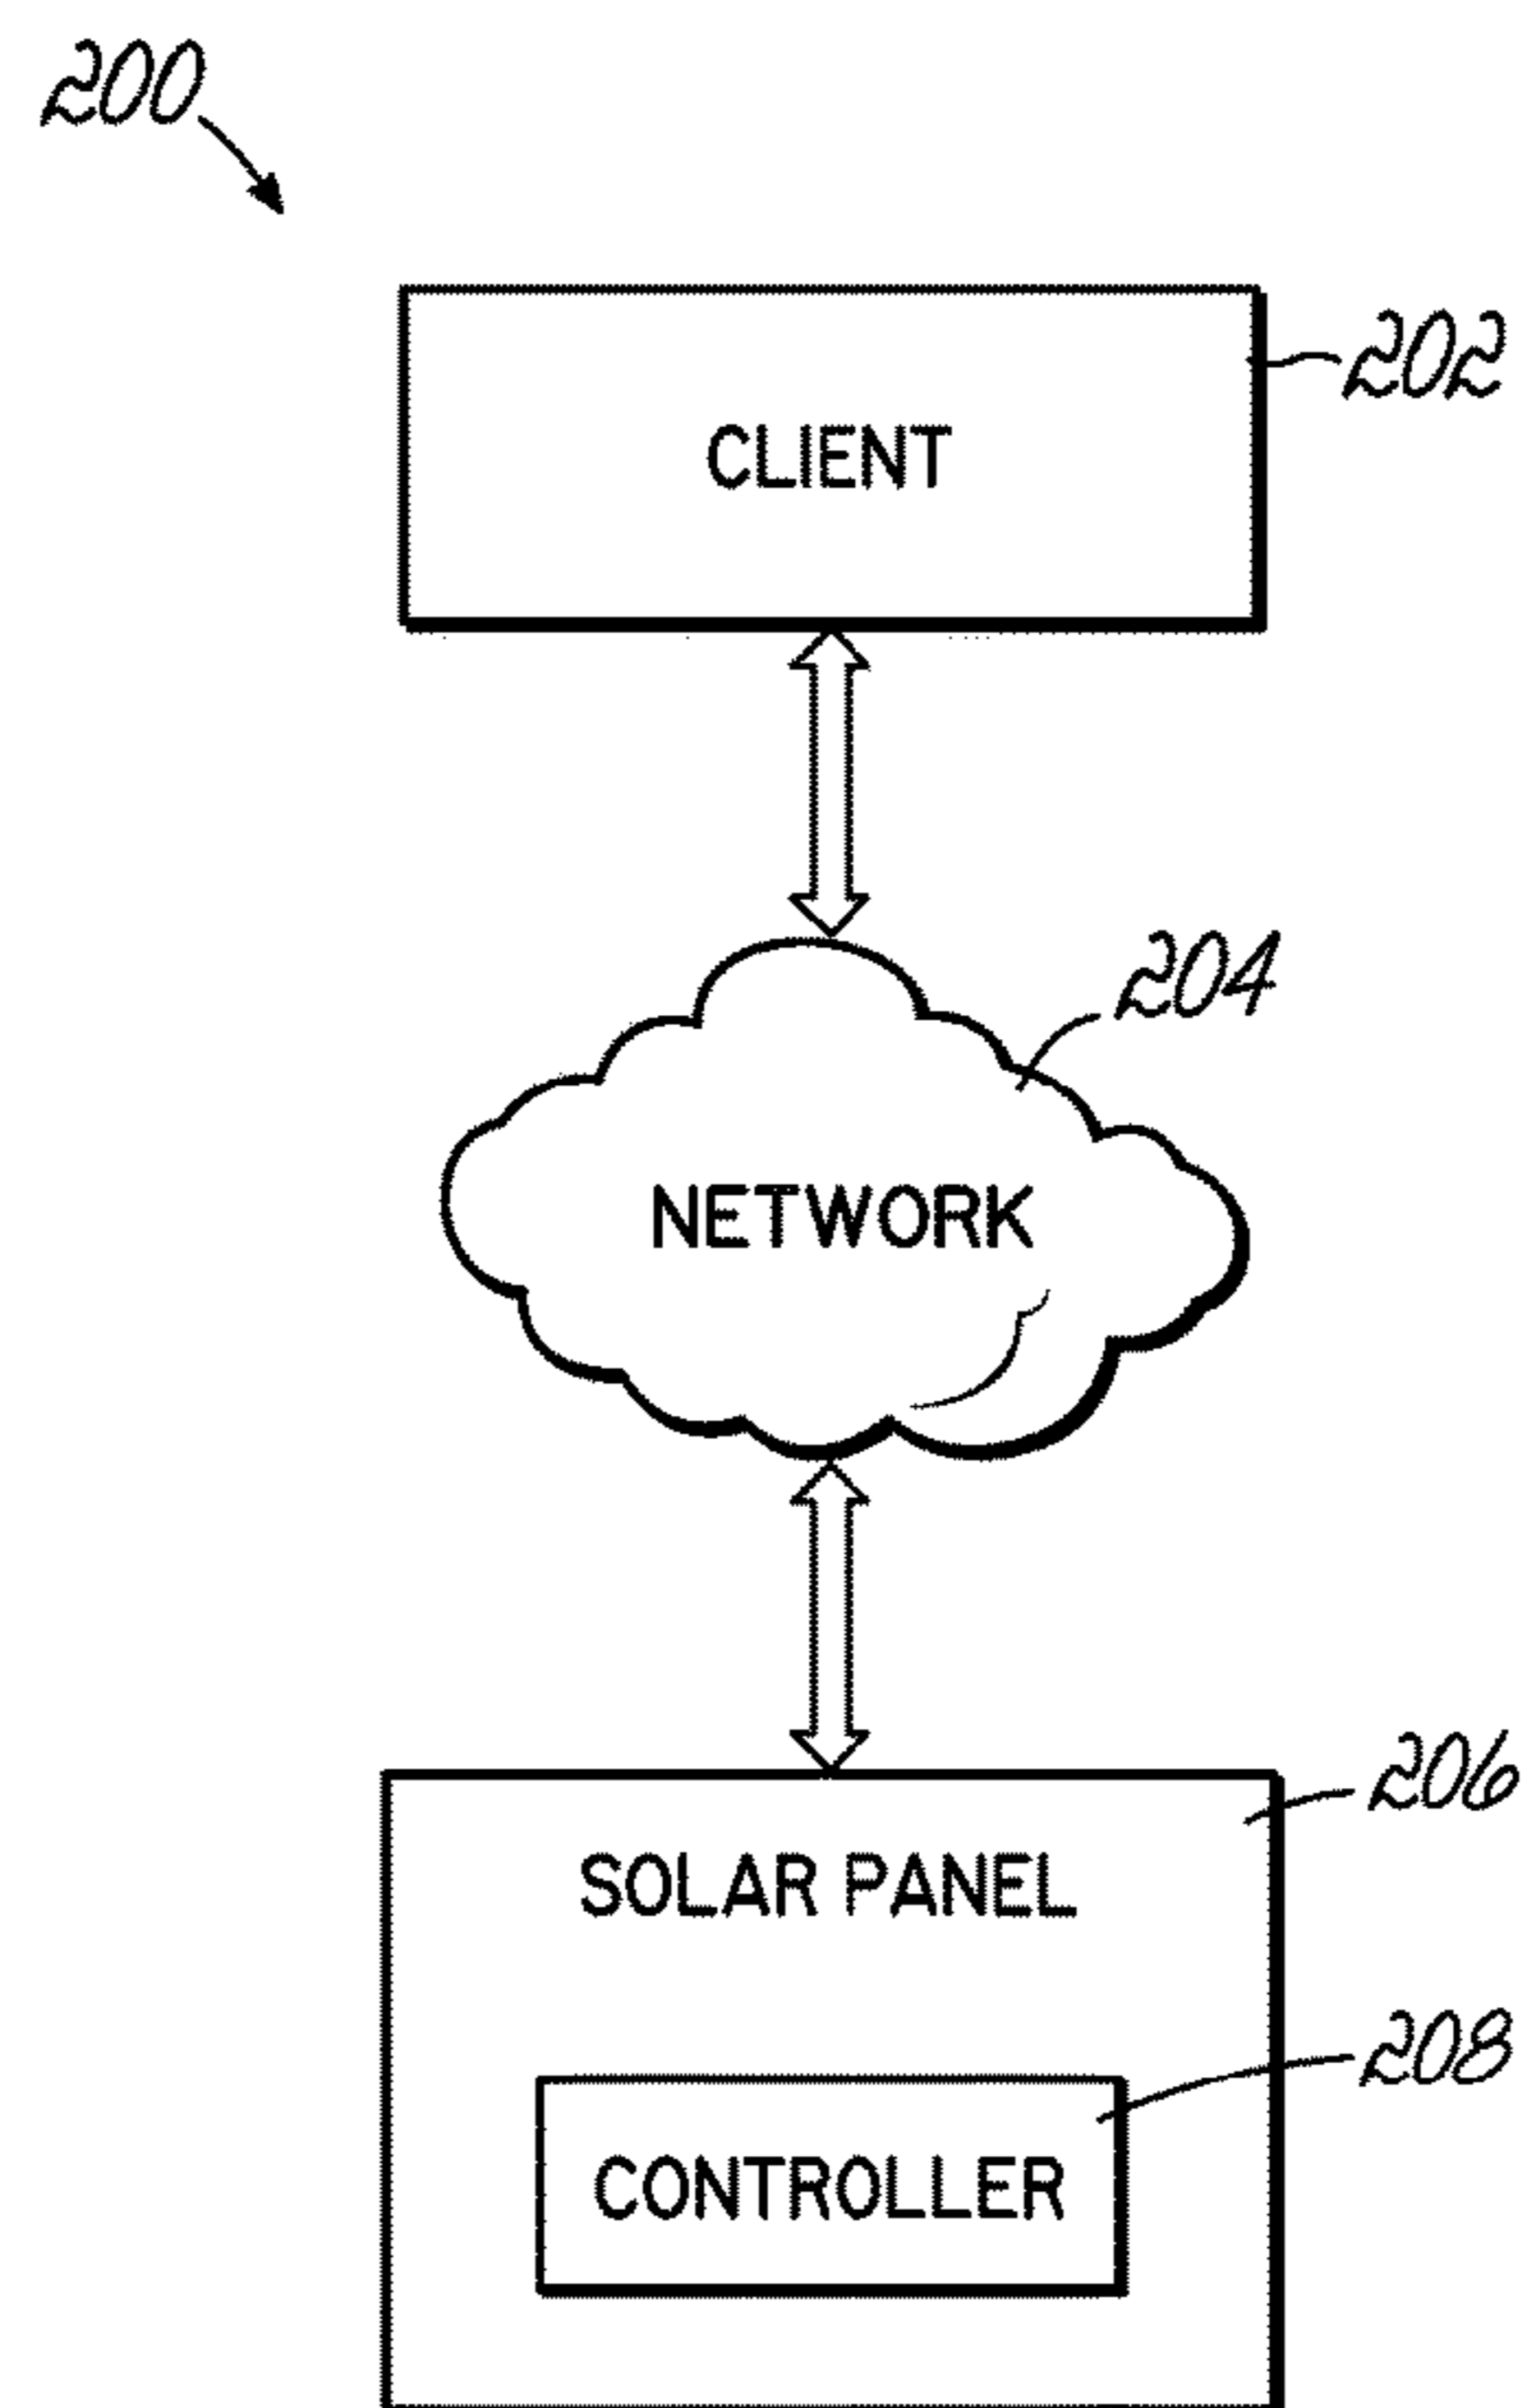 200
202
CLIENT
204
NETWORK
206
SOLAR PANEL
208
CONTROLLER